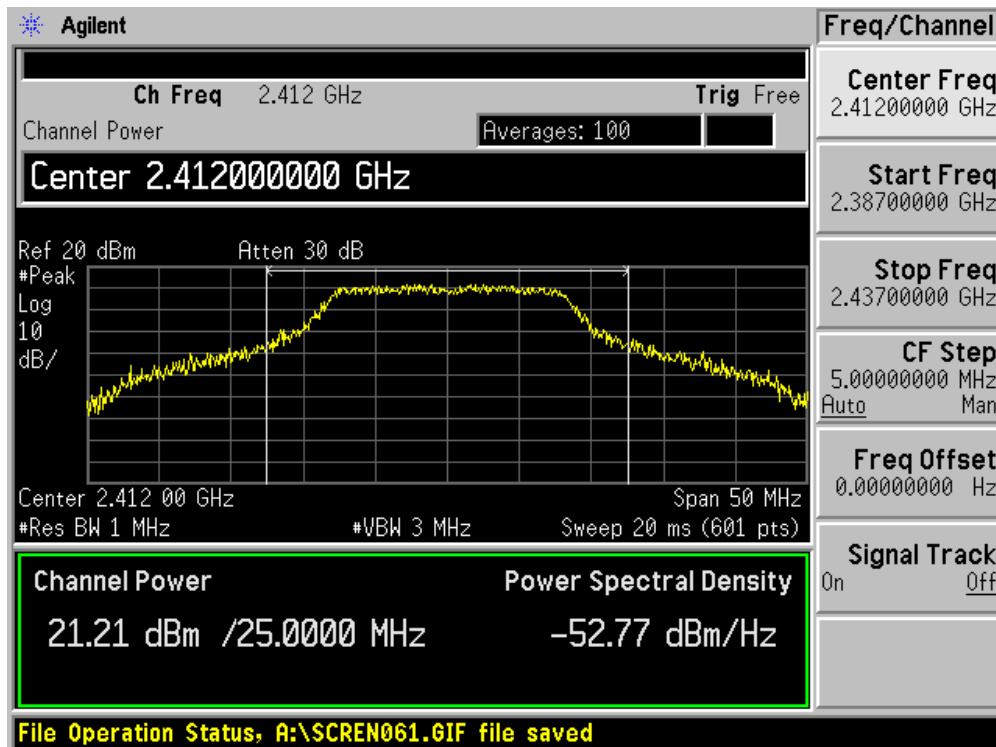 Agilent
Freq/Channel
Ch Freq 2.412 GHz Trig Free
Channel Power Averages: 100
Center 2.412000000 GHz
Ref 20 dBm Atten 30 dB
#Peak
Log
10
dB/
Center 2.412 00 GHz Span 50 MHz
#Res BW 1 MHz #VBW 3 MHz Sweep 20 ms (601 pts)
Channel Power Power Spectral Density
21.21 dBm /25.0000 MHz -52.77 dBm/Hz
File Operation Status, A:\SCREN061.GIF file saved
Center Freq
2.41200000 GHz
Start Freq
2.38700000 GHz
Stop Freq
2.43700000 GHz
CF Step
5.00000000 MHz
Auto Man
Freq Offset
0.00000000 Hz
Signal Track
On Off